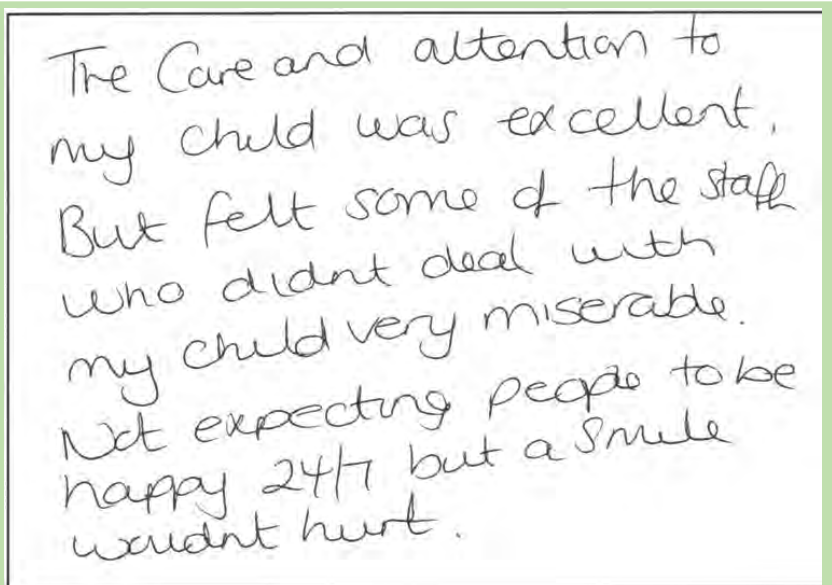 The Care and attention to
my child was excellent.
But felt some of the staff
who didnt deal with
my child very miserable.
Not expecting people to be
happy 24/7 but a smile
wouldnt hurt.